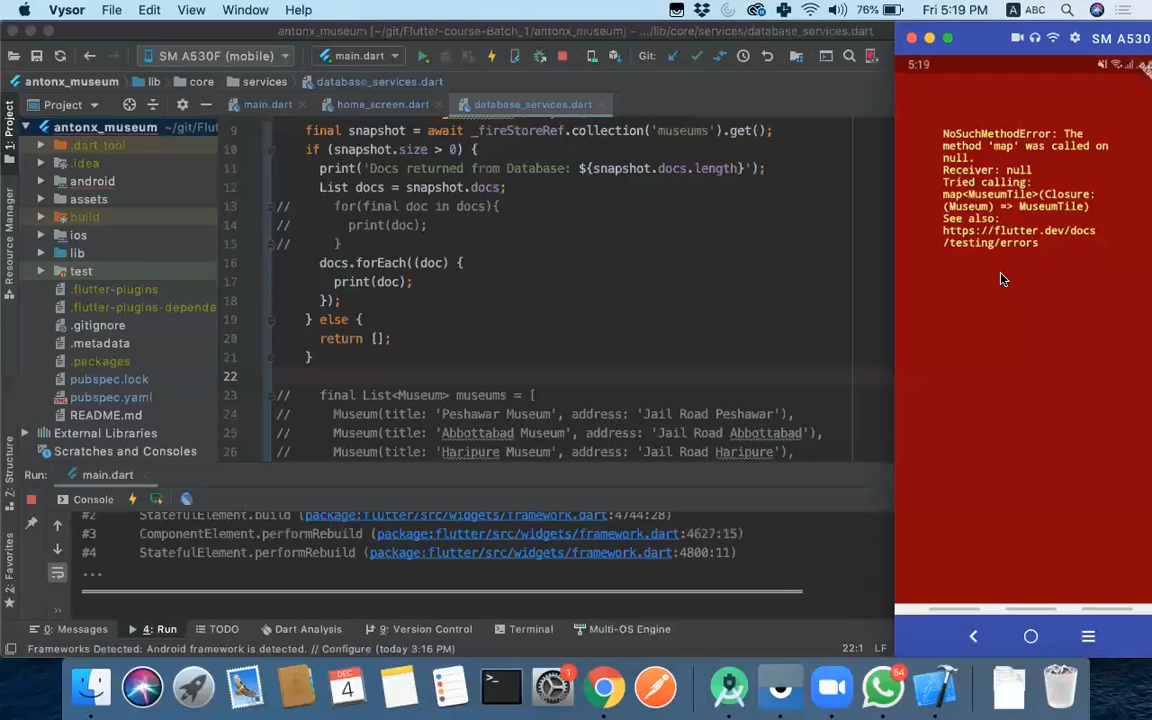 Vysor File Edit View Window Help
76% Fri 5:19 PM A ABC
antonx_museum [~/git/Flutter-course-Batch_1/antonx_museum] - .../lib/core/services/database_services.dart
SM A530
SM A530F (mobile) main.dart Git:
5:19
antonx_museum lib core services database_services.dart
Project main.dart home_screen.dart database_services.dart
1: Project
Resource Manager
Z: Structure
2: Favorites
antonx_museum ~/git/Flut
.dart_tool
.idea
android
assets
build
ios
lib
test
.flutter-plugins
.flutter-plugins-depende
.gitignore
.metadata
.packages
pubspec.lock
pubspec.yaml
README.md
External Libraries
Scratches and Consoles
9 final snapshot = await _fireStoreRef.collection('museums').get();
10 if (snapshot.size > 0) {
11 print('Docs returned from Database: ${snapshot.docs.length}');
12 List docs = snapshot.docs;
13 // for(final doc in docs){
14 // print(doc);
15 // }
16 docs.forEach((doc) {
17 print(doc);
18 });
19 } else {
20 return [];
21 }
22
23 // final List<Museum> museums = [
24 // Museum(title: 'Peshawar Museum', address: 'Jail Road Peshawar'),
25 // Museum(title: 'Abbottabad Museum', address: 'Jail Road Abbottabad'),
26 // Museum(title: 'Haripure Museum', address: 'Jail Road Haripure'),
NoSuchMethodError: The
method 'map' was called on
null.
Receiver: null
Tried calling:
map<MuseumTile>(Closure:
(Museum) => MuseumTile)
See also:
https://flutter.dev/docs
/testing/errors
Run: main.dart
Console
#2 StatefulElement.build (package:flutter/src/widgets/framework.dart:4744:28)
#3 ComponentElement.performRebuild (package:flutter/src/widgets/framework.dart:4627:15)
#4 StatefulElement.performRebuild (package:flutter/src/widgets/framework.dart:4800:11)
...
0: Messages 4: Run TODO Dart Analysis 9: Version Control Terminal Multi-OS Engine
Frameworks Detected: Android framework is detected. // Configure (today 3:16 PM) 22:1 LF
DEC
4
1
64